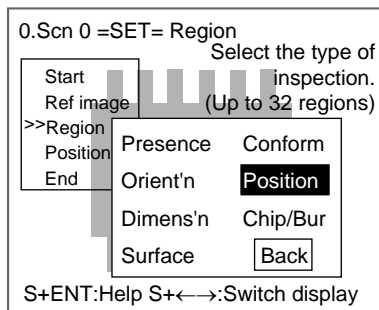 0.Scn 0 =SET= Region
Select the type of
inspection.
(Up to 32 regions)
Start
Ref image
>>Region
Position
End
Presence Conform
Orient'n Position
Dimens'n Chip/Bur
Surface Back
S+ENT:Help S+←→:Switch display